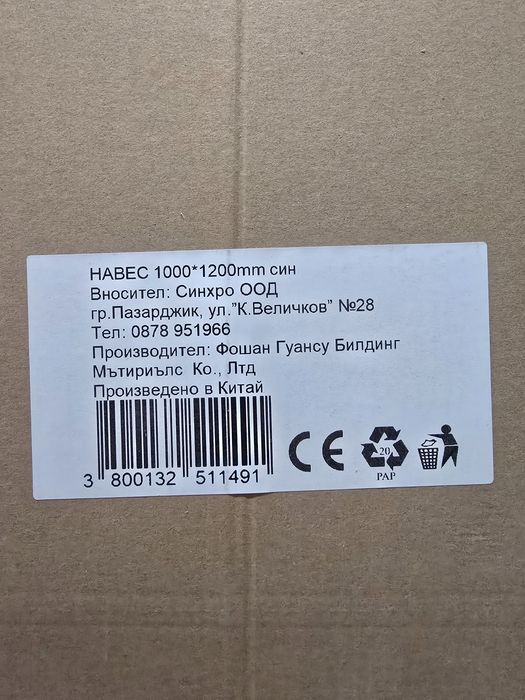 НАВЕС 1000*1200mm син
Вносител: Синхро ООД
гр.Пазарджик, ул."К.Величков" №28
Тел: 0878 951966
Производител: Фошан Гуансу Билдинг
Мътириълс Ко., Лтд
Произведено в Китай
3 800132 511491
CE
20
PAP